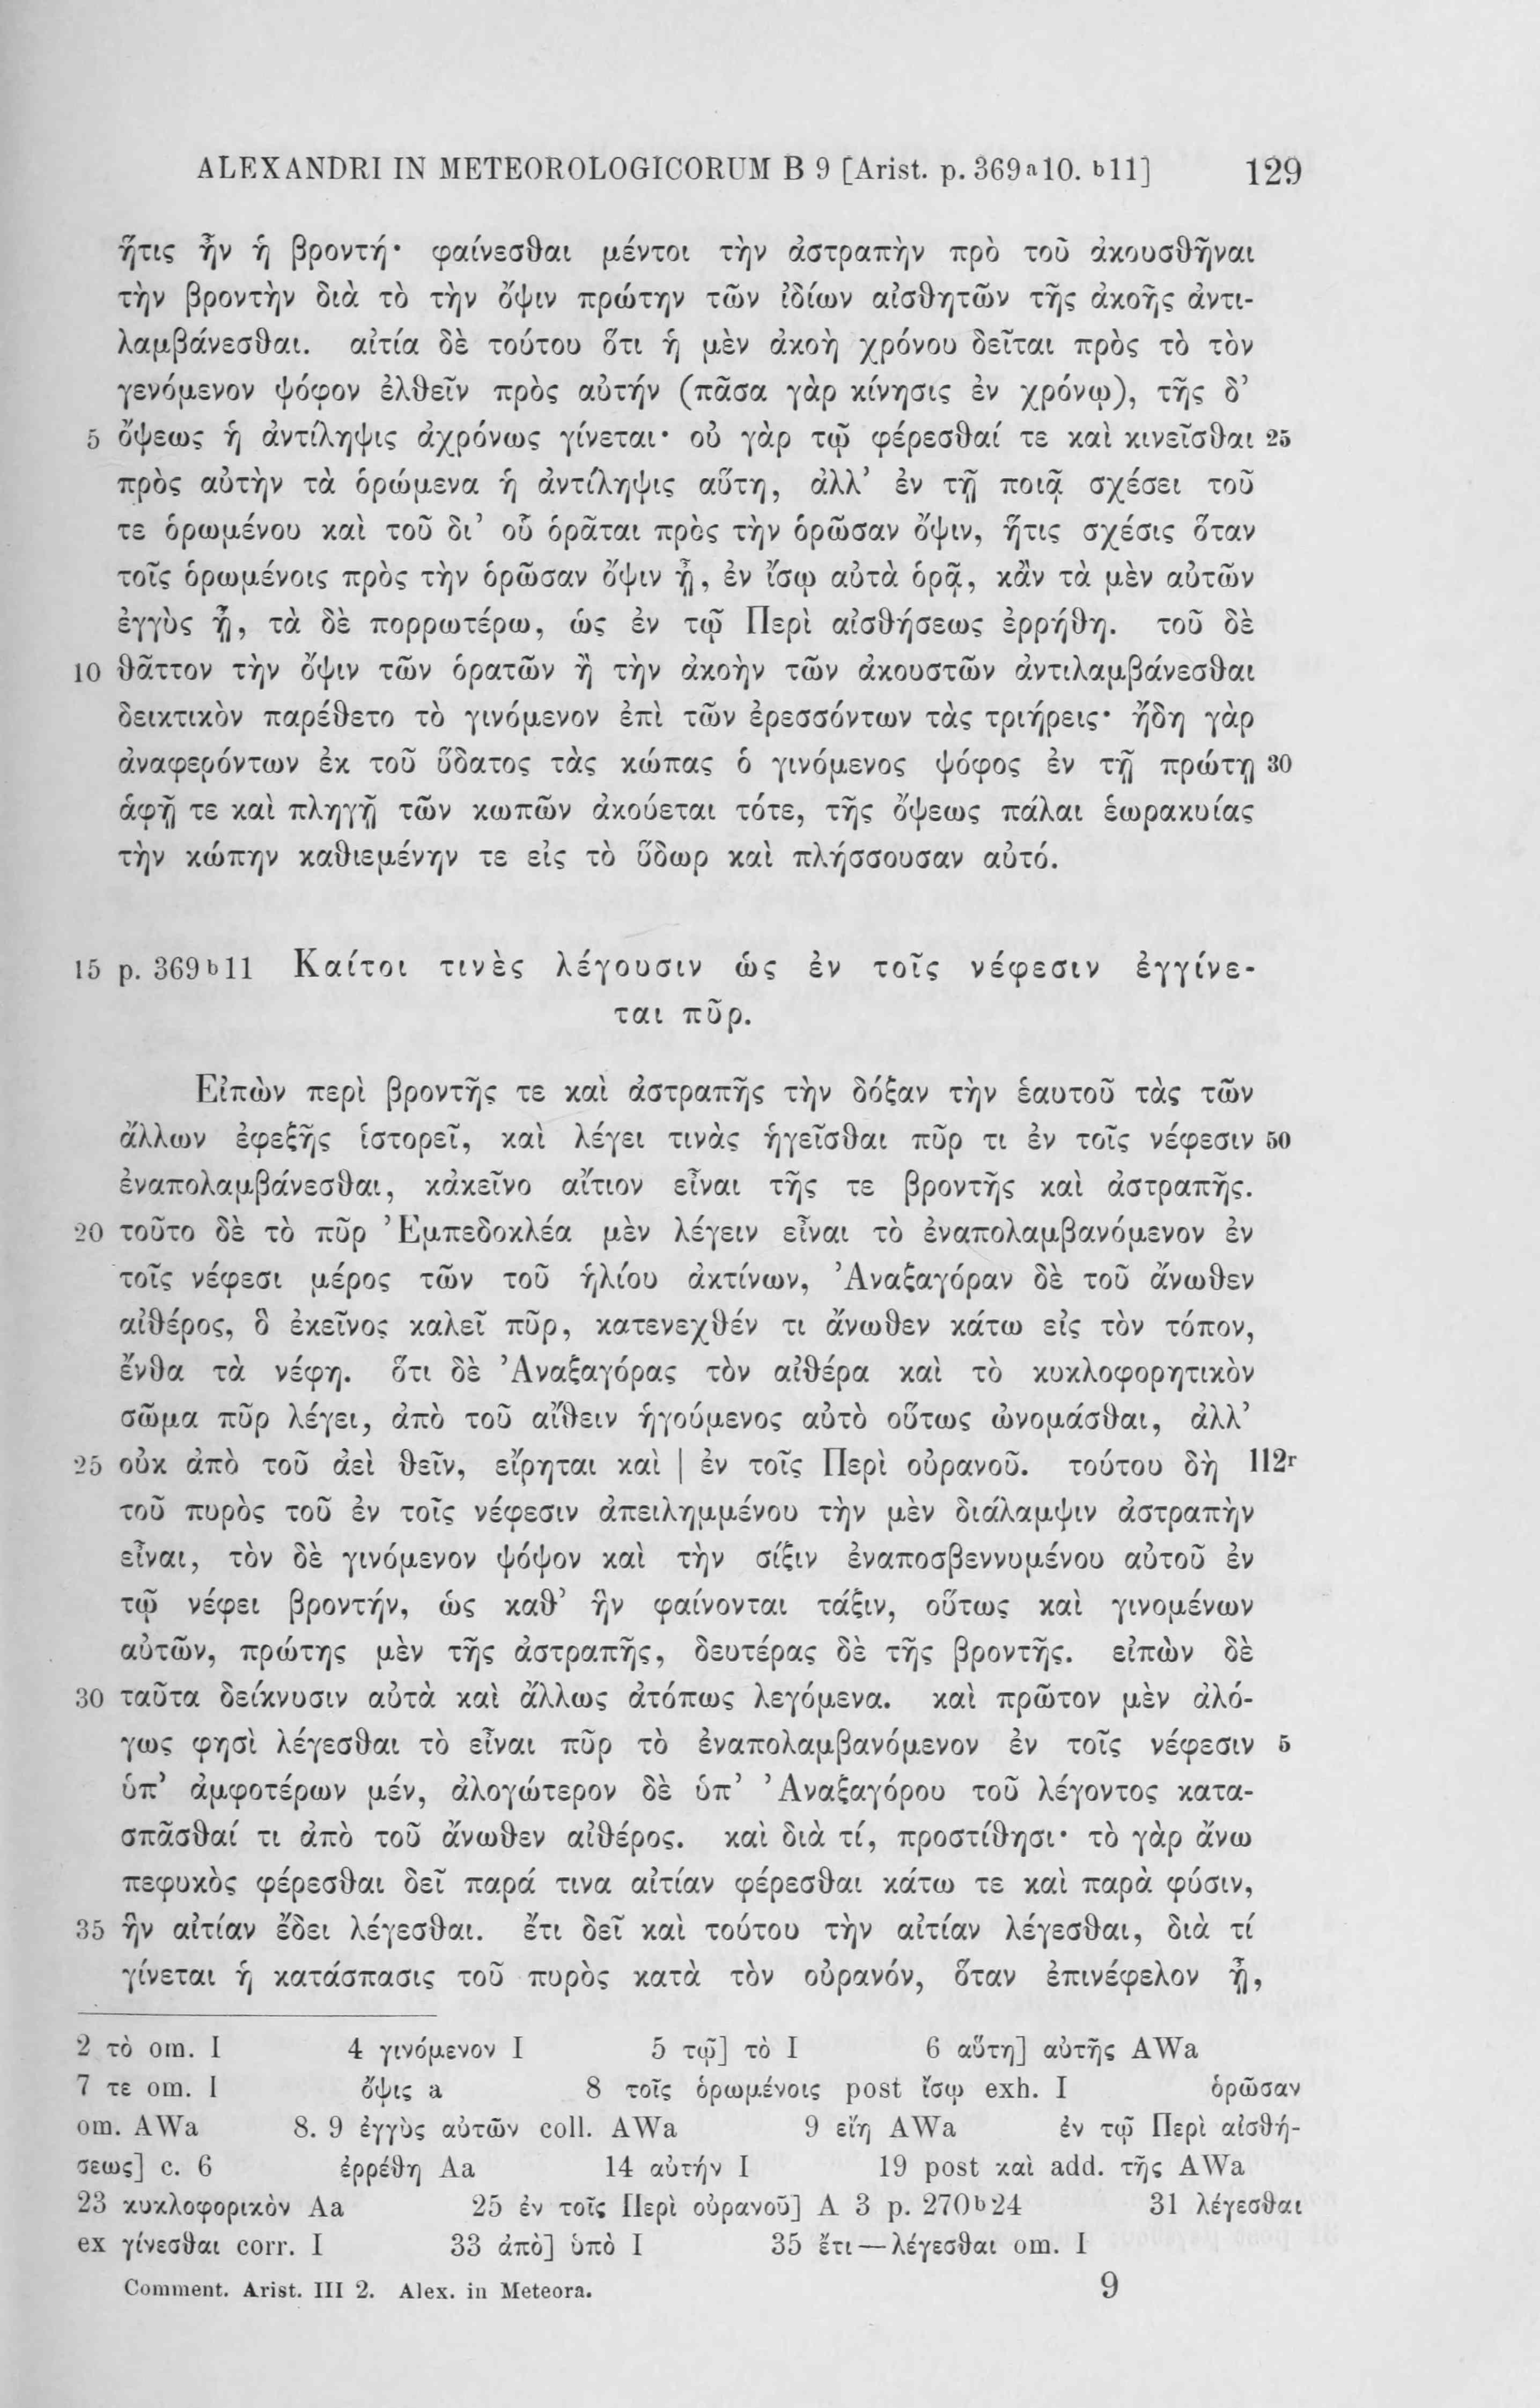 ALEXANDRI IN METEOROLOGICORUM B 9 [Arist. p. 369a10. b11] 129
ἥτις ἦν ἡ βροντή· φαίνεσθαι μέντοι τὴν ἀστραπὴν πρὸ τοῦ ἀκουσθῆναι
τὴν βροντὴν διὰ τὸ τὴν ὄψιν πρώτην τῶν ἰδίων αἰσθητῶν τῆς ἀκοῆς ἀντι-
λαμβάνεσθαι. αἰτία δὲ τούτου ὅτι ἡ μὲν ἀκοὴ χρόνου δεῖται πρὸς τὸ τὸν
γενόμενον ψόφον ἐλθεῖν πρὸς αὐτήν (πᾶσα γὰρ κίνησις ἐν χρόνῳ), τῆς δ’
5 ὄψεως ἡ ἀντίληψις ἀχρόνως γίνεται· οὐ γὰρ τῷ φέρεσθαί τε καὶ κινεῖσθαι 25
πρὸς αὐτὴν τὰ ὁρώμενα ἡ ἀντίληψις αὕτη, ἀλλ’ ἐν τῇ ποιᾷ σχέσει τοῦ
τε ὁρωμένου καὶ τοῦ δι’ οὗ ὁρᾶται πρὸς τὴν ὁρῶσαν ὄψιν, ἥτις σχέσις ὅταν
τοῖς ὁρωμένοις πρὸς τὴν ὁρῶσαν ὄψιν ᾖ, ἐν ἴσῳ αὐτὰ ὁρᾷ, κἂν τὰ μὲν αὐτῶν
ἐγγὺς ᾖ, τὰ δὲ πορρωτέρω, ὡς ἐν τῷ Περὶ αἰσθήσεως ἐρρήθη. τοῦ δὲ
10 θᾶττον τὴν ὄψιν τῶν ὁρατῶν ἢ τὴν ἀκοὴν τῶν ἀκουστῶν ἀντιλαμβάνεσθαι
δεικτικὸν παρέθετο τὸ γινόμενον ἐπὶ τῶν ἐρεσσόντων τὰς τριήρεις· ἤδη γὰρ
ἀναφερόντων ἐκ τοῦ ὕδατος τὰς κώπας ὁ γινόμενος ψόφος ἐν τῇ πρώτῃ 30
ἁφῇ τε καὶ πληγῇ τῶν κωπῶν ἀκούεται τότε, τῆς ὄψεως πάλαι ἑωρακυίας
τὴν κώπην καθιεμένην τε εἰς τὸ ὕδωρ καὶ πλήσσουσαν αὐτό.
15 p. 369b11 Καίτοι τινὲς λέγουσιν ὡς ἐν τοῖς νέφεσιν ἐγγίνε-
ται πῦρ.
Εἰπὼν περὶ βροντῆς τε καὶ ἀστραπῆς τὴν δόξαν τὴν ἑαυτοῦ τὰς τῶν
ἄλλων ἐφεξῆς ἱστορεῖ, καὶ λέγει τινὰς ἡγεῖσθαι πῦρ τι ἐν τοῖς νέφεσιν 50
ἐναπολαμβάνεσθαι, κἀκεῖνο αἴτιον εἶναι τῆς τε βροντῆς καὶ ἀστραπῆς.
20 τοῦτο δὲ τὸ πῦρ Ἐμπεδοκλέα μὲν λέγειν εἶναι τὸ ἐναπολαμβανόμενον ἐν
τοῖς νέφεσι μέρος τῶν τοῦ ἡλίου ἀκτίνων, Ἀναξαγόραν δὲ τοῦ ἄνωθεν
αἰθέρος, ὃ ἐκεῖνος καλεῖ πῦρ, κατενεχθέν τι ἄνωθεν κάτω εἰς τὸν τόπον,
ἔνθα τὰ νέφη. ὅτι δὲ Ἀναξαγόρας τὸν αἰθέρα καὶ τὸ κυκλοφορητικὸν
σῶμα πῦρ λέγει, ἀπὸ τοῦ αἴθειν ἡγούμενος αὐτὸ οὕτως ὠνομάσθαι, ἀλλ’
25 οὐκ ἀπὸ τοῦ ἀεὶ θεῖν, εἴρηται καὶ | ἐν τοῖς Περὶ οὐρανοῦ. τούτου δὴ 112r
τοῦ πυρὸς τοῦ ἐν τοῖς νέφεσιν ἀπειλημμένου τὴν μὲν διάλαμψιν ἀστραπὴν
εἶναι, τὸν δὲ γινόμενον ψόψον καὶ τὴν σίξιν ἐναποσβεννυμένου αὐτοῦ ἐν
τῷ νέφει βροντήν, ὡς καθ’ ἣν φαίνονται τάξιν, οὕτως καὶ γινομένων
αὐτῶν, πρώτης μὲν τῆς ἀστραπῆς, δευτέρας δὲ τῆς βροντῆς. εἰπὼν δὲ
30 ταῦτα δείκνυσιν αὐτὰ καὶ ἄλλως ἀτόπως λεγόμενα. καὶ πρῶτον μὲν ἀλό-
γως φησὶ λέγεσθαι τὸ εἶναι πῦρ τὸ ἐναπολαμβανόμενον ἐν τοῖς νέφεσιν 5
ὑπ’ ἀμφοτέρων μέν, ἀλογώτερον δὲ ὑπ’ Ἀναξαγόρου τοῦ λέγοντος κατα-
σπᾶσθαί τι ἀπὸ τοῦ ἄνωθεν αἰθέρος. καὶ διὰ τί, προστίθησι· τὸ γὰρ ἄνω
πεφυκὸς φέρεσθαι δεῖ παρά τινα αἰτίαν φέρεσθαι κάτω τε καὶ παρὰ φύσιν,
35 ἣν αἰτίαν ἔδει λέγεσθαι. ἔτι δεῖ καὶ τούτου τὴν αἰτίαν λέγεσθαι, διὰ τί
γίνεται ἡ κατάσπασις τοῦ πυρὸς κατὰ τὸν οὐρανόν, ὅταν ἐπινέφελον ᾖ,
2 τὸ om. I 4 γινόμενον I 5 τῷ] τὸ I 6 αὕτη] αὐτῆς AWa
7 τε om. I ὄψις a 8 τοῖς ὁρωμένοις post ἴσῳ exh. I ὁρῶσαν
om. AWa 8. 9 ἐγγὺς αὐτῶν coll. AWa 9 εἴη AWa ἐν τῷ Περὶ αἰσθή-
σεως] c. 6 ἐρρέθη Aa 14 αὐτήν I 19 post καὶ add. τῆς AWa
23 κυκλοφορικὸν Aa 25 ἐν τοῖς Περὶ οὐρανοῦ] A 3 p. 270b24 31 λέγεσθαι
ex γίνεσθαι corr. I 33 ἀπὸ] ὑπὸ I 35 ἔτι — λέγεσθαι om. I
Comment. Arist. III 2. Alex. in Meteora. 9